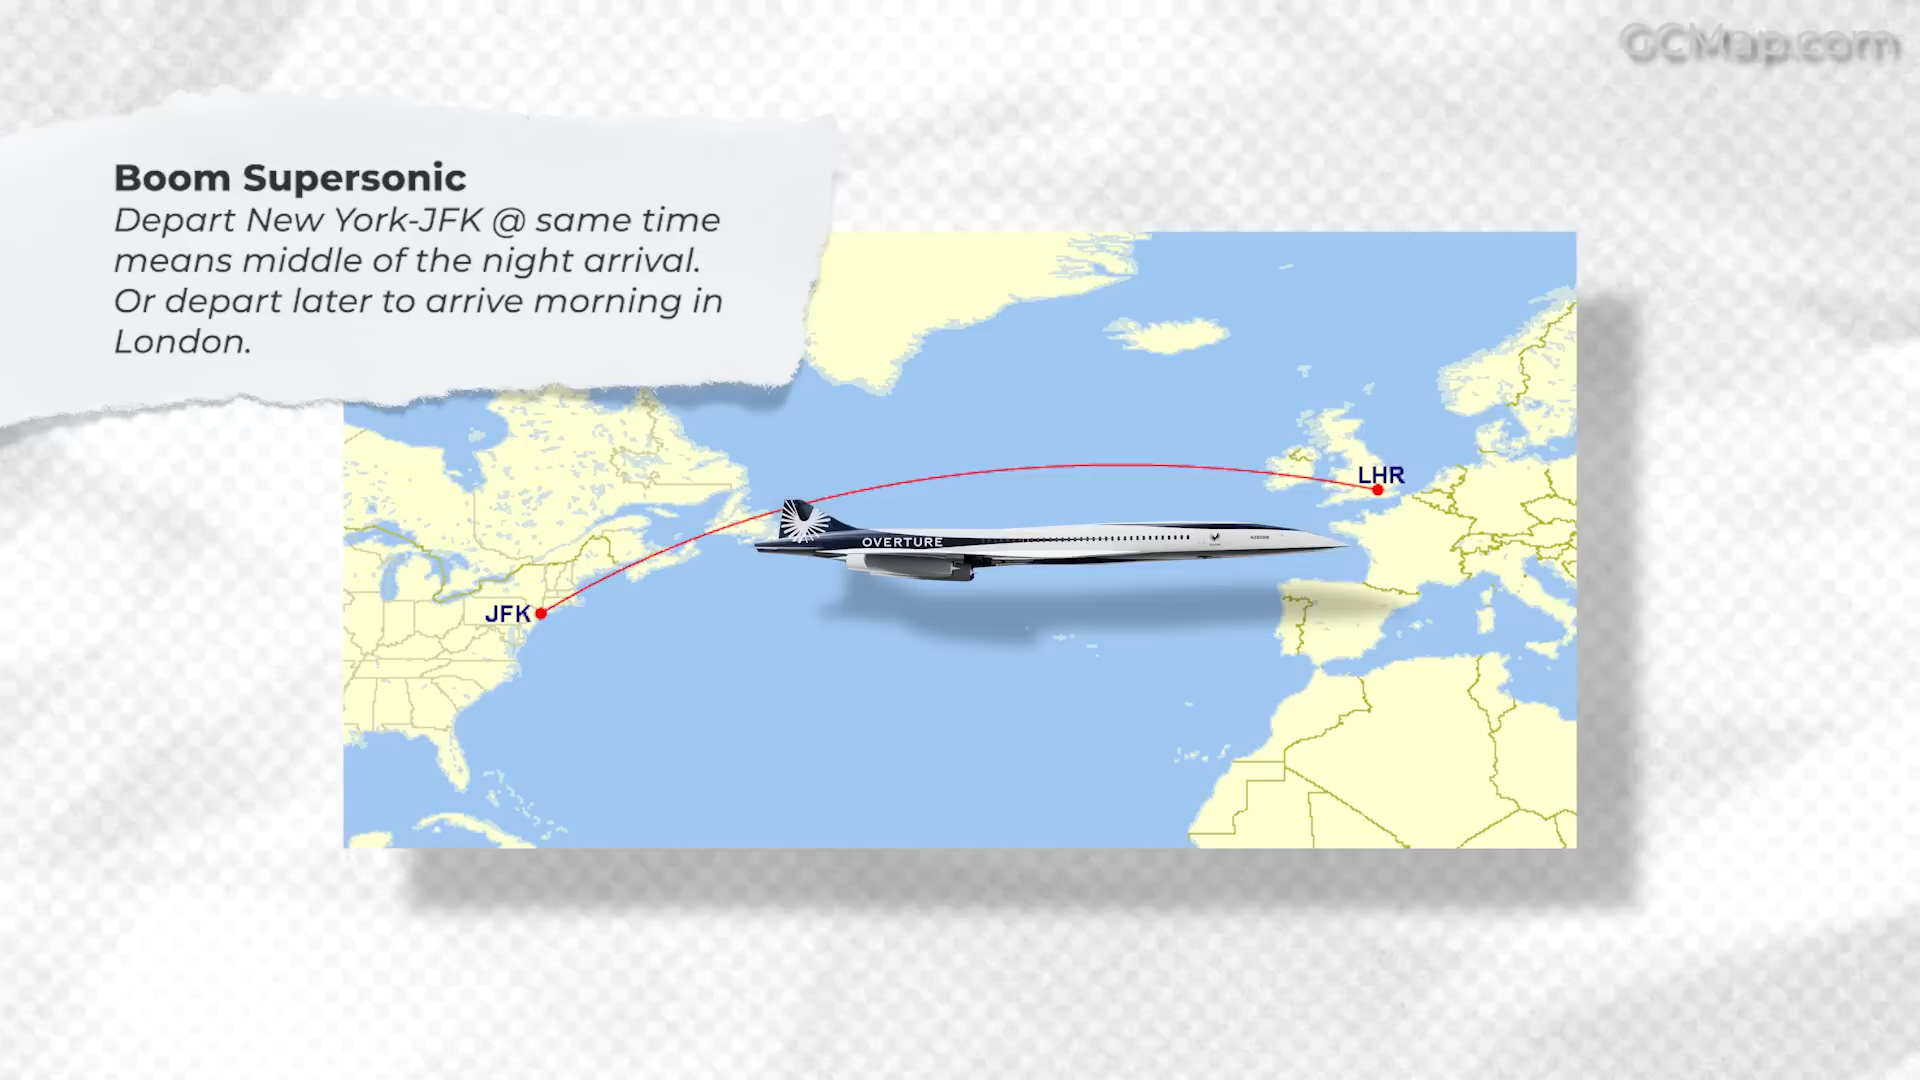 GCMap.com
Boom Supersonic
Depart New York-JFK @ same time
means middle of the night arrival.
Or depart later to arrive morning in
London.
LHR
OVERTURE
JFK